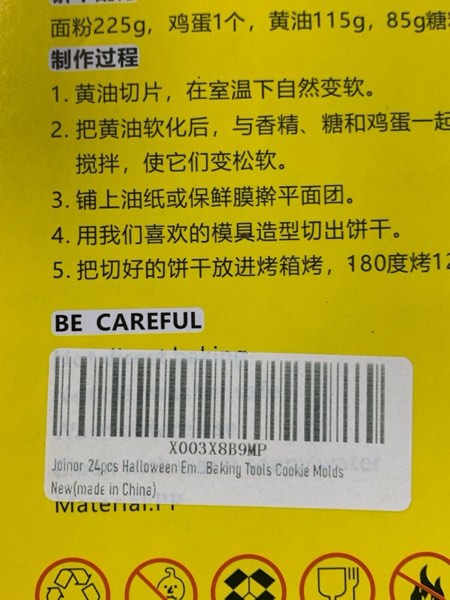 面粉225g，鸡蛋1个，黄油115g，85g糖
制作过程
1. 黄油切片，在室温下自然变软。
2. 把黄油软化后，与香精、糖和鸡蛋一起
搅拌，使它们变松软。
3. 铺上油纸或保鲜膜擀平面团。
4. 用我们喜欢的模具造型切出饼干。
5. 把切好的饼干放进烤箱烤，180度烤12
BE CAREFUL
X003X8B9MP
Joinor 24pcs Halloween Em...Baking Tools Cookie Molds
New(made in China)
Material:PP